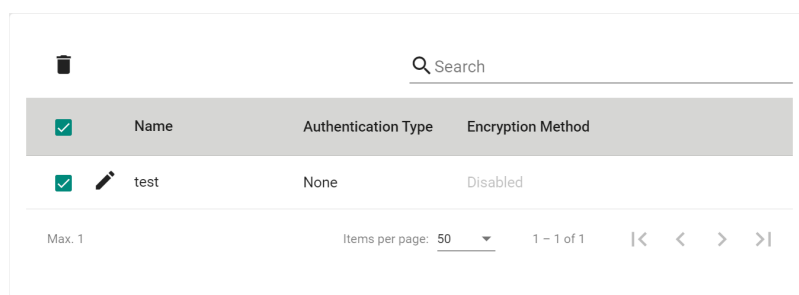 Search
Name Authentication Type Encryption Method
test None Disabled
Max. 1 Items per page: 50 1 – 1 of 1